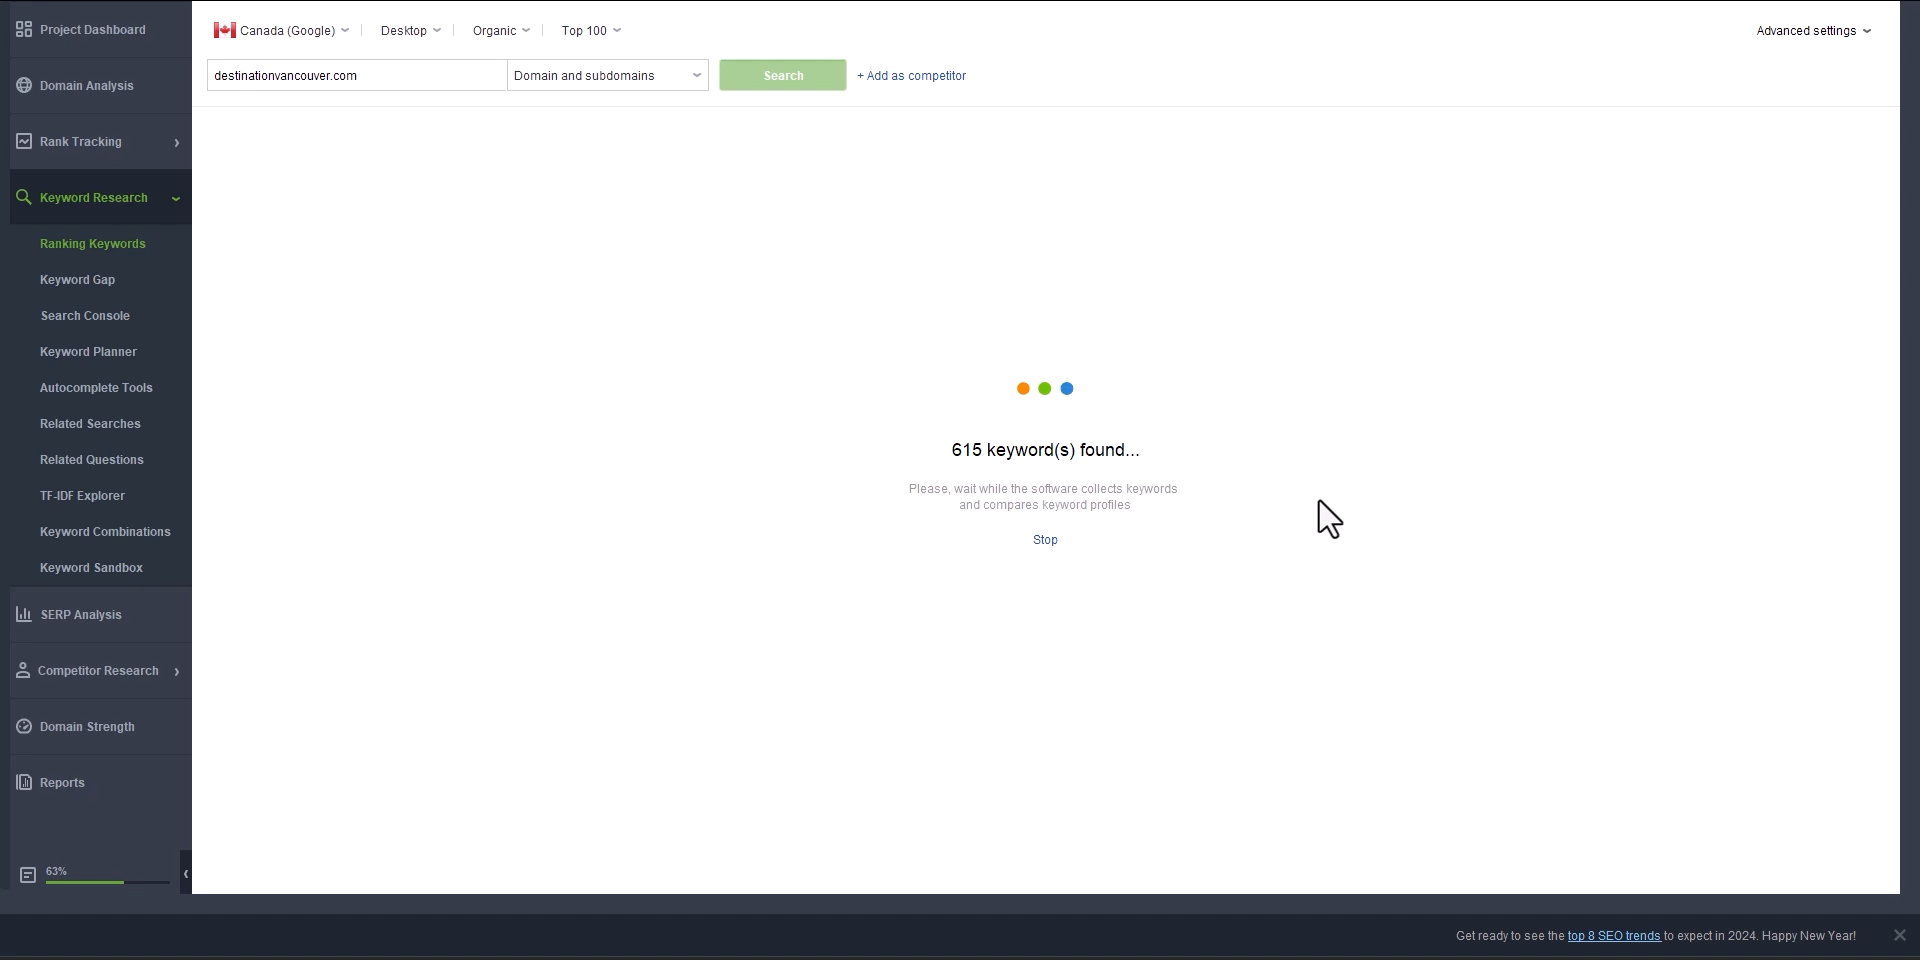 Project Dashboard
Domain Analysis
Rank Tracking
Keyword Research
Ranking Keywords
Keyword Gap
Search Console
Keyword Planner
Autocomplete Tools
Related Searches
Related Questions
TF-IDF Explorer
Keyword Combinations
Keyword Sandbox
SERP Analysis
Competitor Research
Domain Strength
Reports
63%
Canada (Google) Desktop Organic Top 100 Advanced settings
destinationvancouver.com Domain and subdomains Search + Add as competitor
615 keyword(s) found...
Please, wait while the software collects keywords
and compares keyword profiles
Stop
Get ready to see the top 8 SEO trends to expect in 2024. Happy New Year!